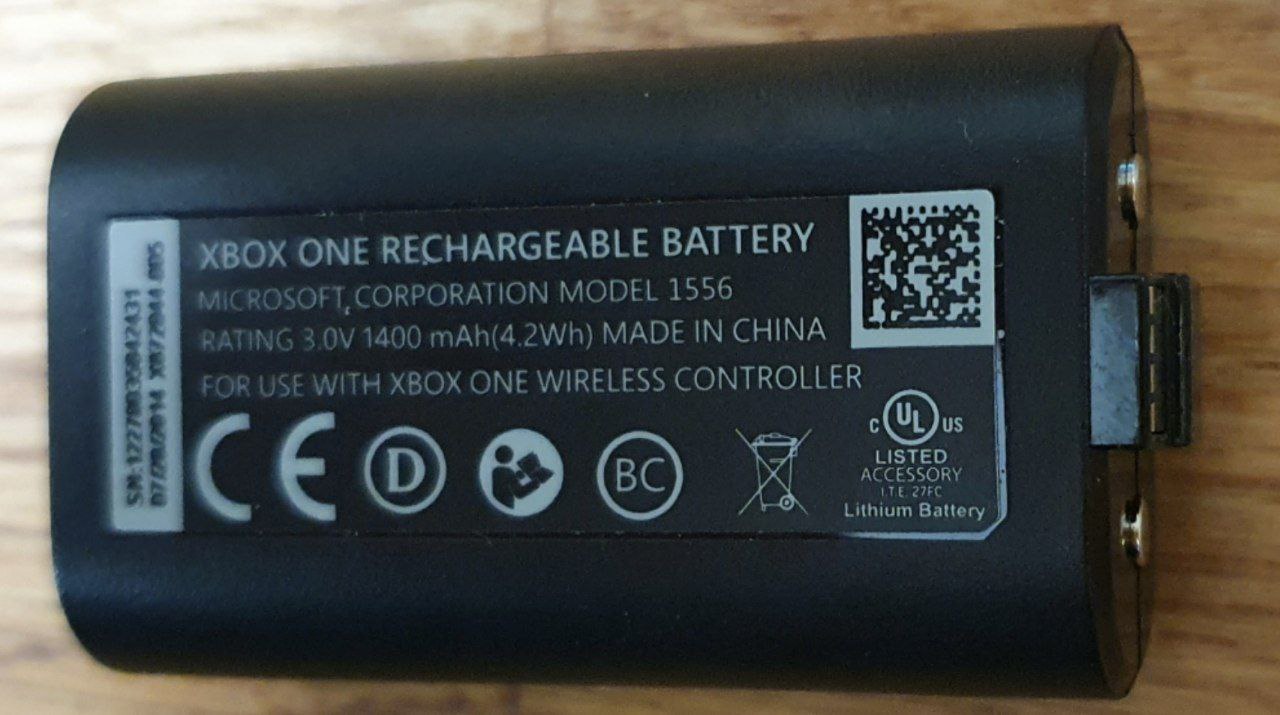 XBOX ONE RECHARGEABLE BATTERY
MICROSOFT CORPORATION MODEL 1556
RATING 3.0V 1400 mAh(4.2Wh) MADE IN CHINA
FOR USE WITH XBOX ONE WIRELESS CONTROLLER
CE
D
BC
C UL US
LISTED
ACCESSORY
I.T.E. 27FC
Lithium Battery